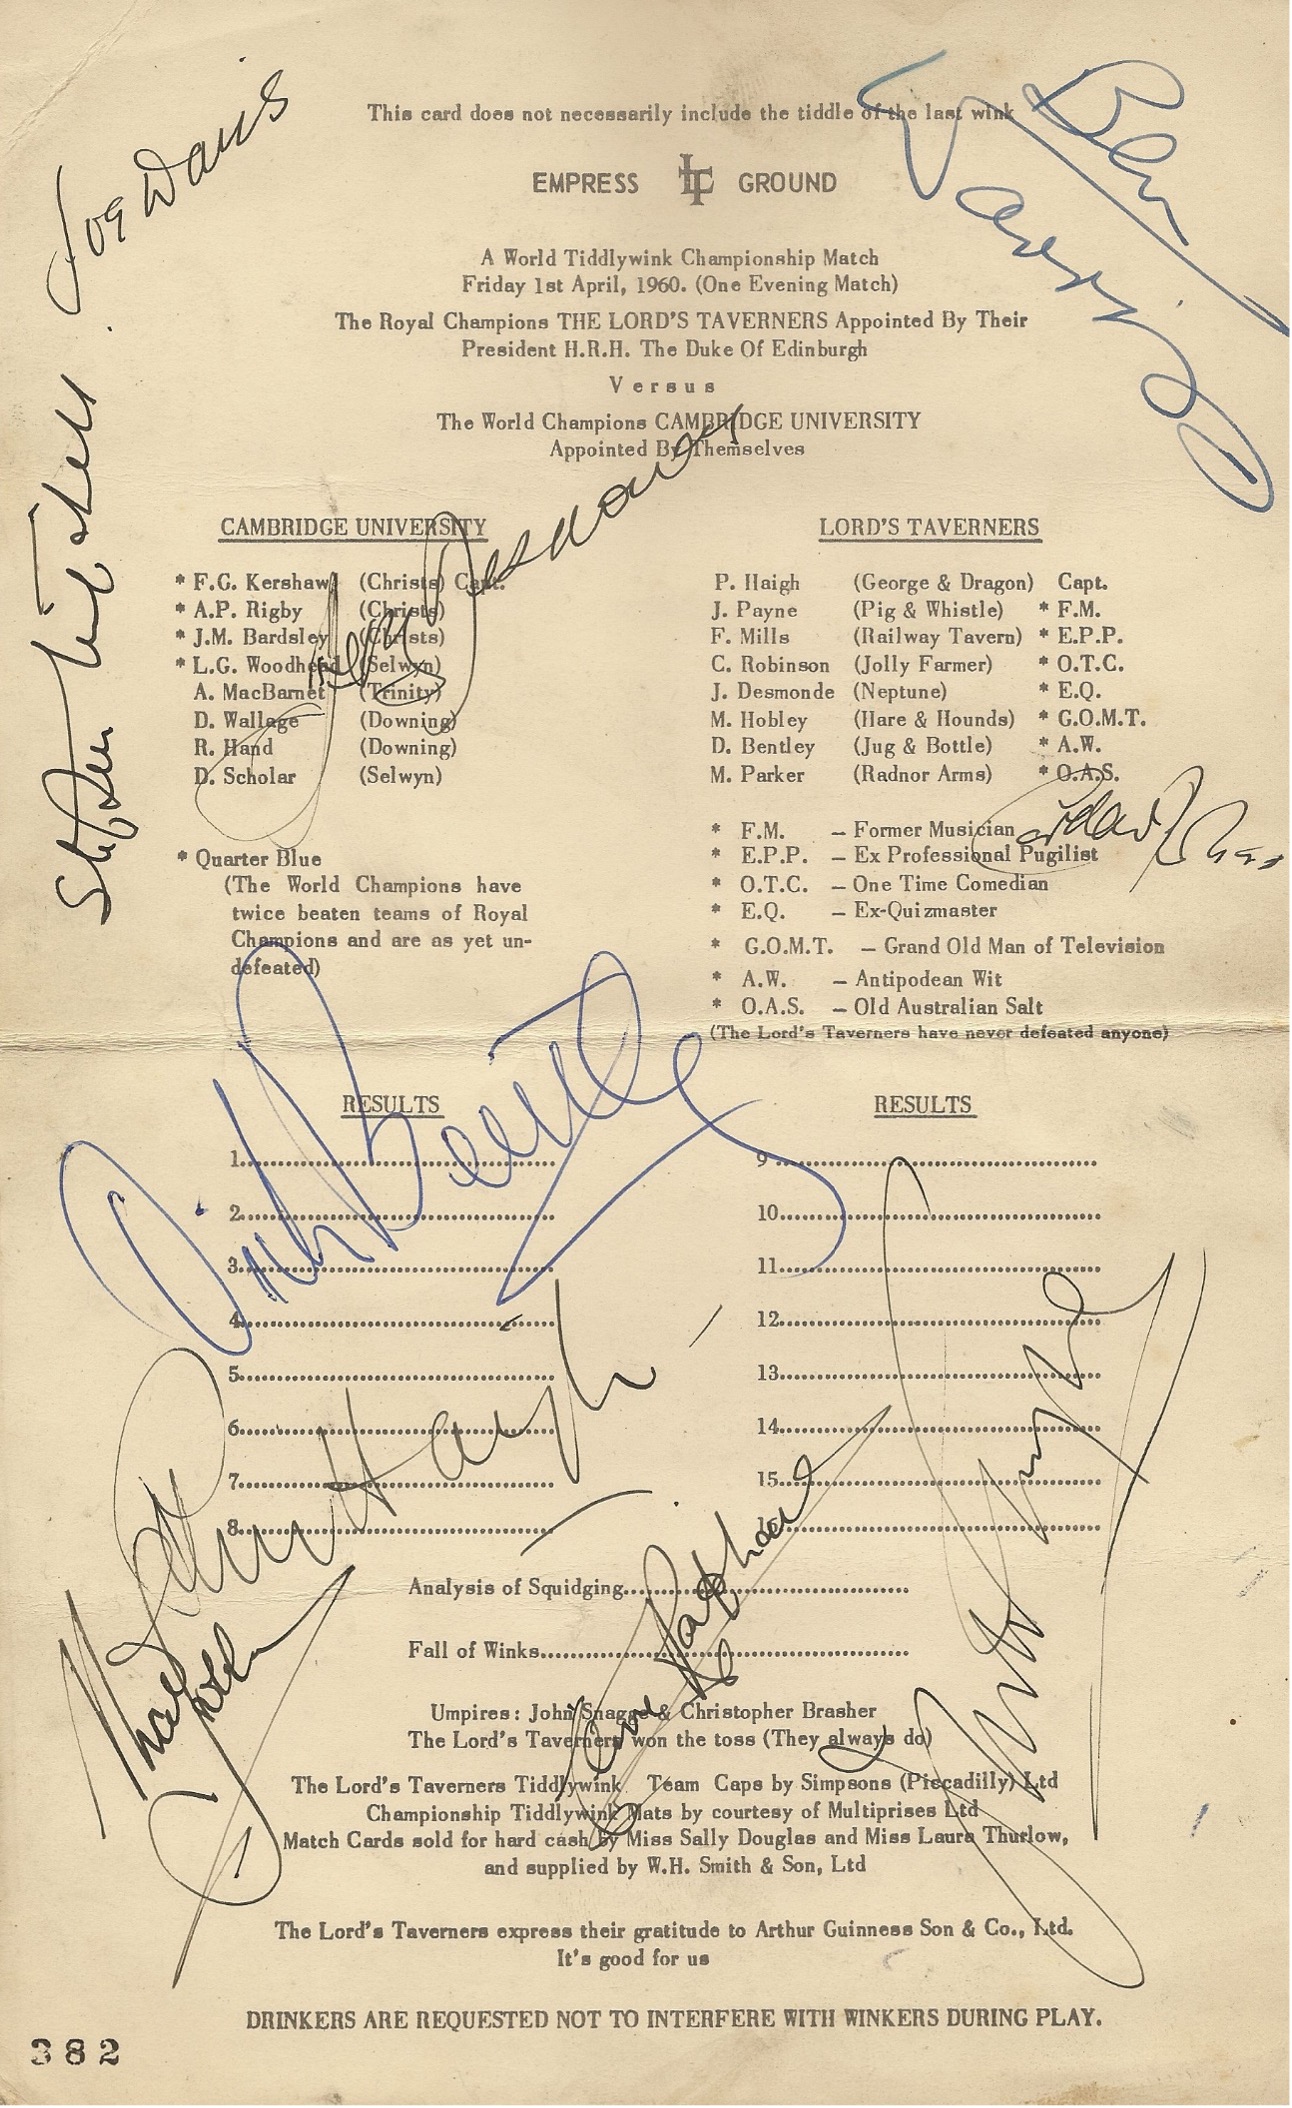 This card does not necessarily include the tiddle of the last wink
EMPRESS LTC GROUND
A World Tiddlywink Championship Match
Friday 1st April, 1960. (One Evening Match)
The Royal Champions THE LORD'S TAVERNERS Appointed By Their
President H.R.H. The Duke Of Edinburgh
Versus
The World Champions CAMBRIDGE UNIVERSITY
Appointed By Themselves
CAMBRIDGE UNIVERSITY
* F.G. Kershaw (Christs) Capt.
* A.P. Rigby (Christs)
* J.M. Bardsley (Christs)
* L.G. Woodhead (Selwyn)
A. MacBarnet (Trinity)
D. Wallage (Downing)
R. Hand (Downing)
D. Scholar (Selwyn)
* Quarter Blue
(The World Champions have
twice beaten teams of Royal
Champions and are as yet un-
defeated)
LORD'S TAVERNERS
P. Haigh (George & Dragon) Capt.
J. Payne (Pig & Whistle) * F.M.
F. Mills (Railway Tavern) * E.P.P.
C. Robinson (Jolly Farmer) * O.T.C.
J. Desmonde (Neptune) * E.Q.
M. Hobley (Hare & Hounds) * G.O.M.T.
D. Bentley (Jug & Bottle) * A.W.
M. Parker (Radnor Arms) * O.A.S.
* F.M. – Former Musician
* E.P.P. – Ex Professional Pugilist
* O.T.C. – One Time Comedian
* E.Q. – Ex-Quizmaster
* G.O.M.T. – Grand Old Man of Television
* A.W. – Antipodean Wit
* O.A.S. – Old Australian Salt
(The Lord's Taverners have never defeated anyone)
RESULTS
1
2
3
4
5
6
7
8
RESULTS
9
10
11
12
13
14
15
16
Analysis of Squidging
Fall of Winks
Umpires: John Snagge & Christopher Brasher
The Lord's Taverners won the toss (They always do)
The Lord's Taverners Tiddlywink Team Caps by Simpsons (Piccadilly) Ltd
Championship Tiddlywink Mats by courtesy of Multiprises Ltd
Match Cards sold for hard cash by Miss Sally Douglas and Miss Laura Thurlow,
and supplied by W.H. Smith & Son, Ltd
The Lord's Taverners express their gratitude to Arthur Guinness Son & Co., Ltd.
It's good for us
DRINKERS ARE REQUESTED NOT TO INTERFERE WITH WINKERS DURING PLAY.
382
Joe Davis
Stephen Mitchell
Dick Bentley